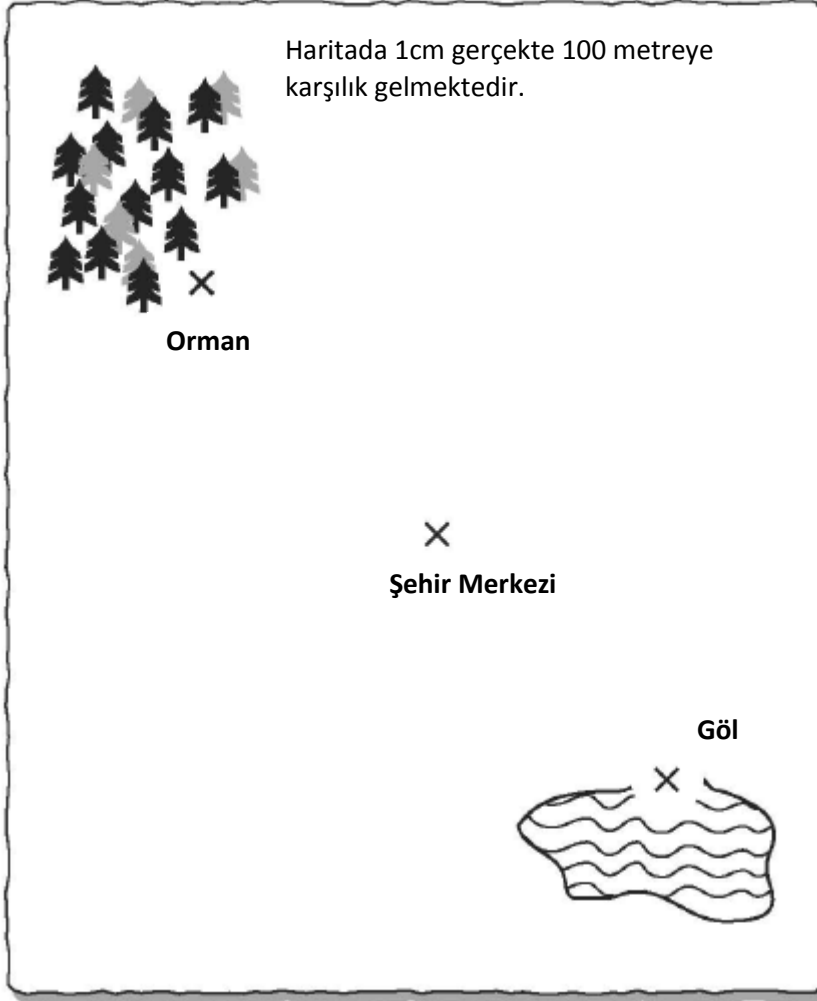 Haritada 1cm gerçekte 100 metreye
karşılık gelmektedir.
Orman
Şehir Merkezi
Göl